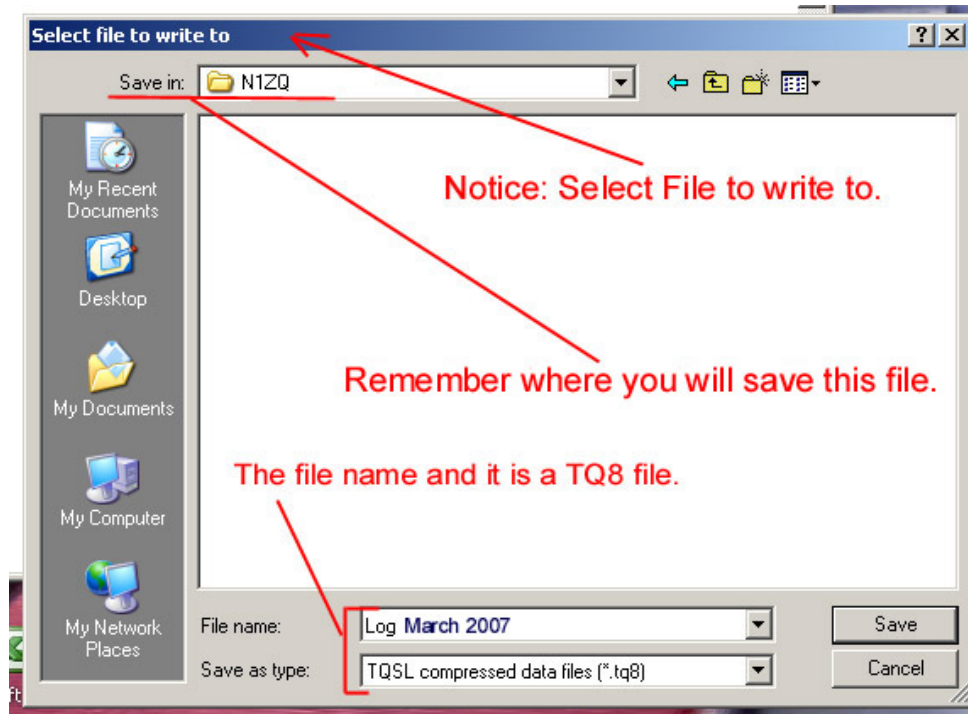 Select file to write to
Save in: N1ZQ
Notice: Select File to write to.
My Recent
Documents
Desktop
Remember where you will save this file.
My Documents
The file name and it is a TQ8 file.
My Computer
My Network
Places
File name: Log March 2007 Save
Save as type: TQSL compressed data files (*.tq8) Cancel
ft